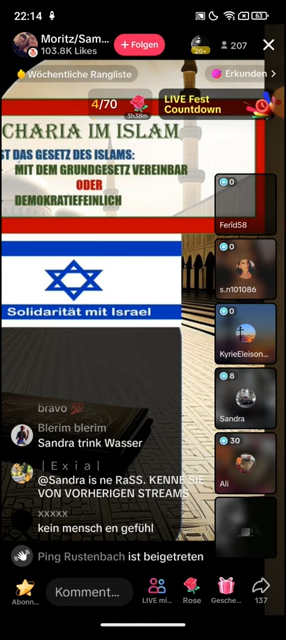 22:14
63
Moritz/Sam...
103.8K Likes
+ Folgen
20+
207
Wöchentliche Rangliste
Erkunden >
4/70
3h38m
LIVE Fest
Countdown
CHARIA IM ISLAM
ST DAS GESETZ DES ISLAMS:
MIT DEM GRUNDGESETZ VEREINBAR
ODER
DEMOKRATIEFEINLICH
0
Ferîd58
0
s.n101086
Solidarität mit Israel
0
KyrieEleison...
8
Sandra
30
Ali
bravo 💯
Blerim blerim
Sandra trink Wasser
| E x i a l |
@Sandra is ne RaSS. KENNE SIE
VON VORHERIGEN STREAMS
xxxxx
kein mensch en gefühl
Ping Rustenbach ist beigetreten
Abonn...
Komment...
LIVE mi...
Rose
Gesche...
137